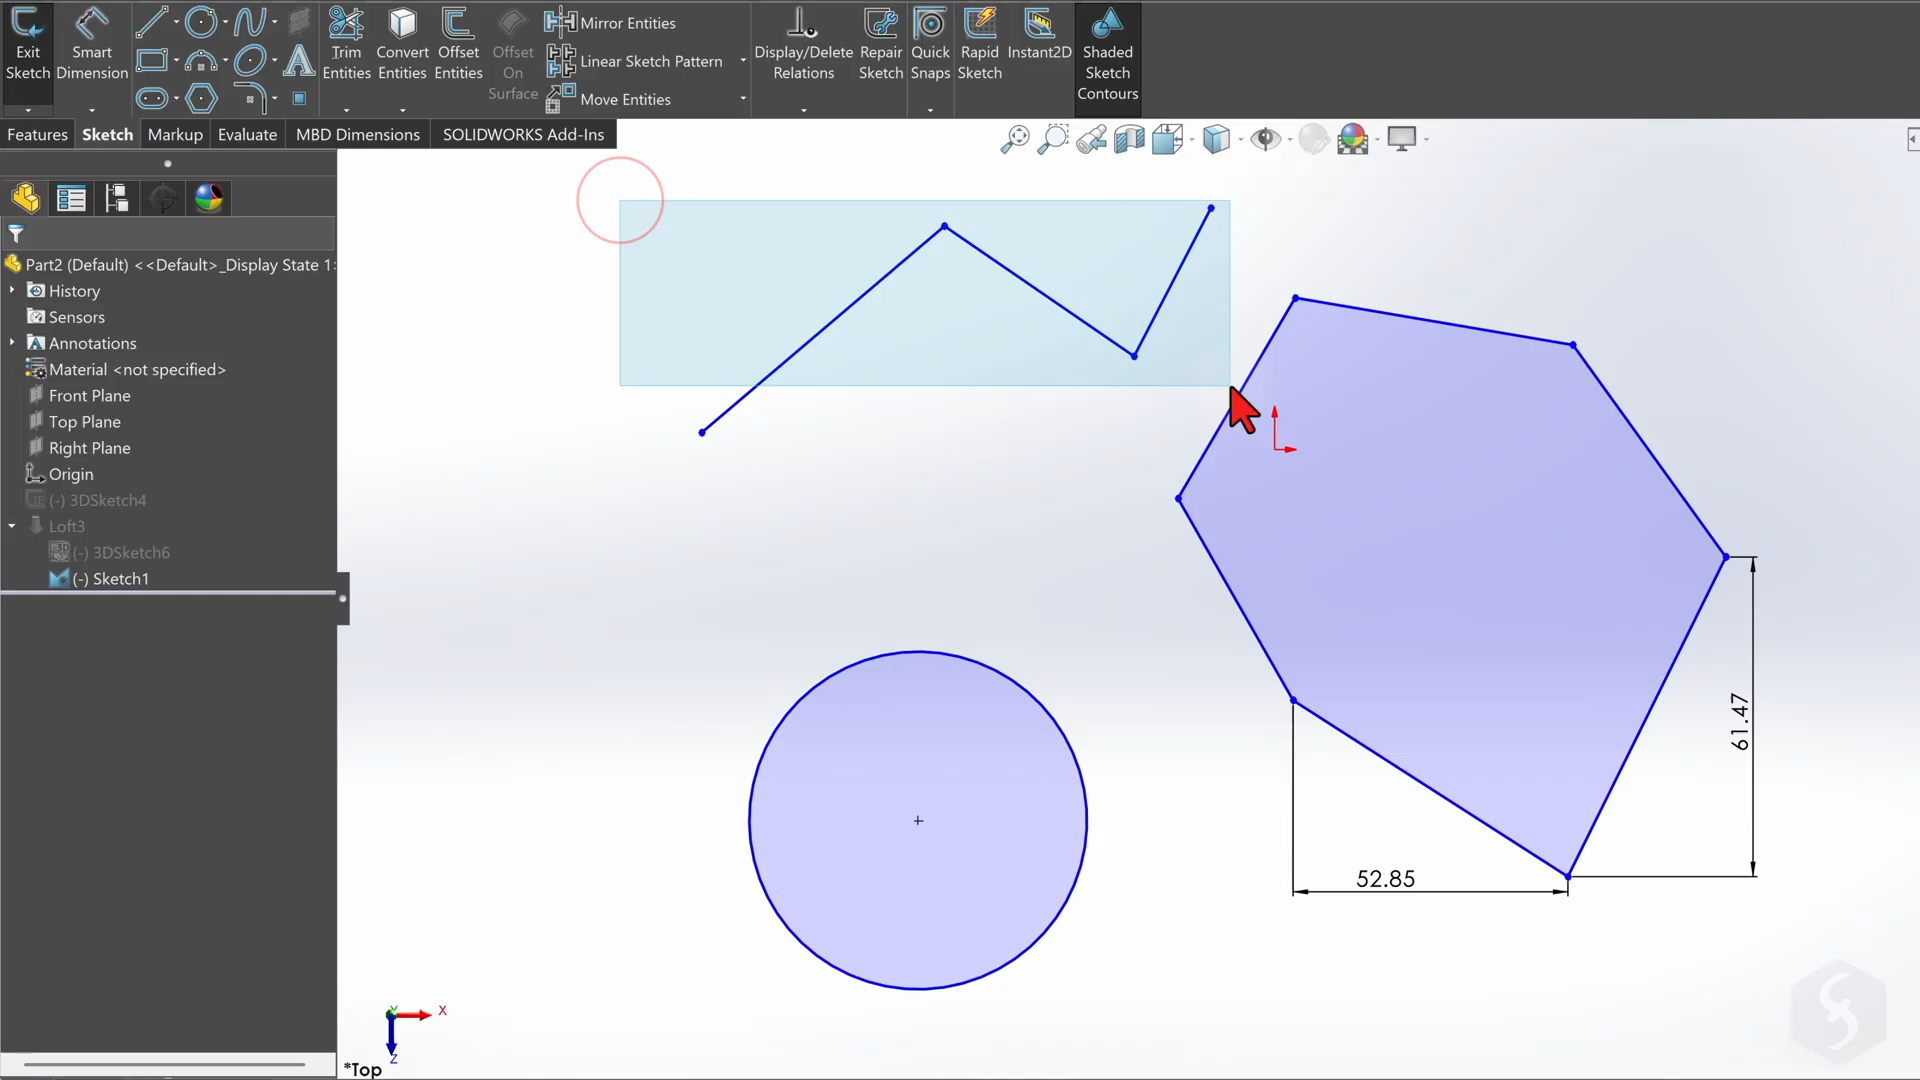 Exit Sketch
Smart Dimension
Trim Entities
Convert Entities
Offset Entities
Offset On Surface
Mirror Entities
Linear Sketch Pattern
Move Entities
Display/Delete Relations
Repair Sketch
Quick Snaps
Rapid Sketch
Instant2D
Shaded Sketch Contours
Features
Sketch
Markup
Evaluate
MBD Dimensions
SOLIDWORKS Add-Ins
Part2 (Default) <<Default>_Display State 1
History
Sensors
Annotations
Material <not specified>
Front Plane
Top Plane
Right Plane
Origin
(-) 3DSketch4
Loft3
(-) 3DSketch6
(-) Sketch1
61.47
52.85
Y
X
Z
*Top